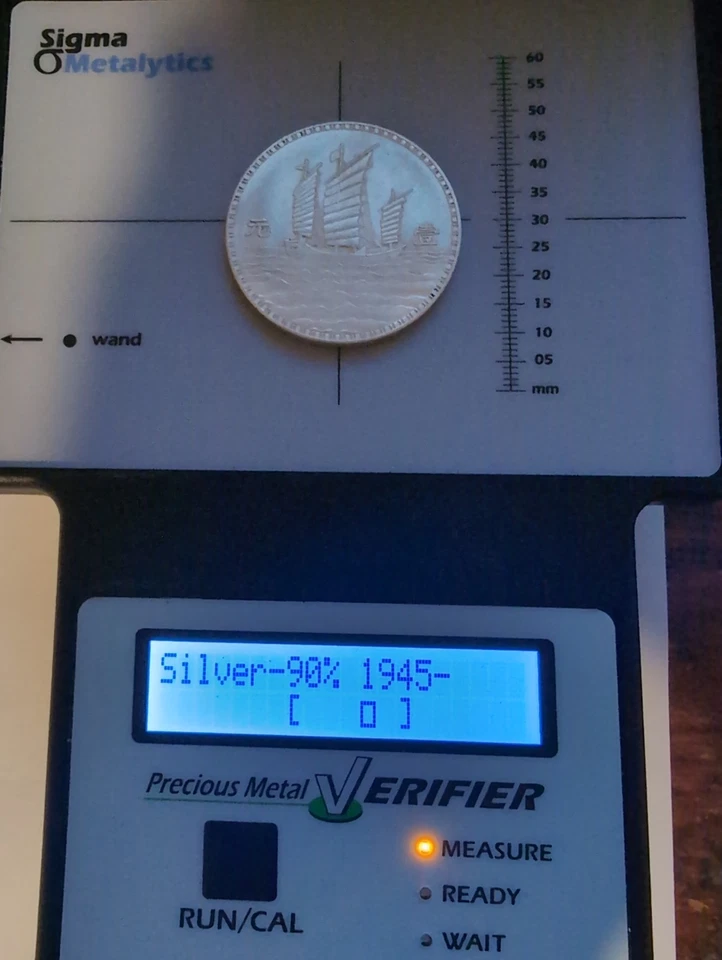 Sigma
Metalytics
60
55
50
45
40
35
30
25
20
15
10
05
mm
元 壹
wand
Silver-90% 1945-
[ ▯ ]
Precious Metal VERIFIER
MEASURE
READY
RUN/CAL
WAIT